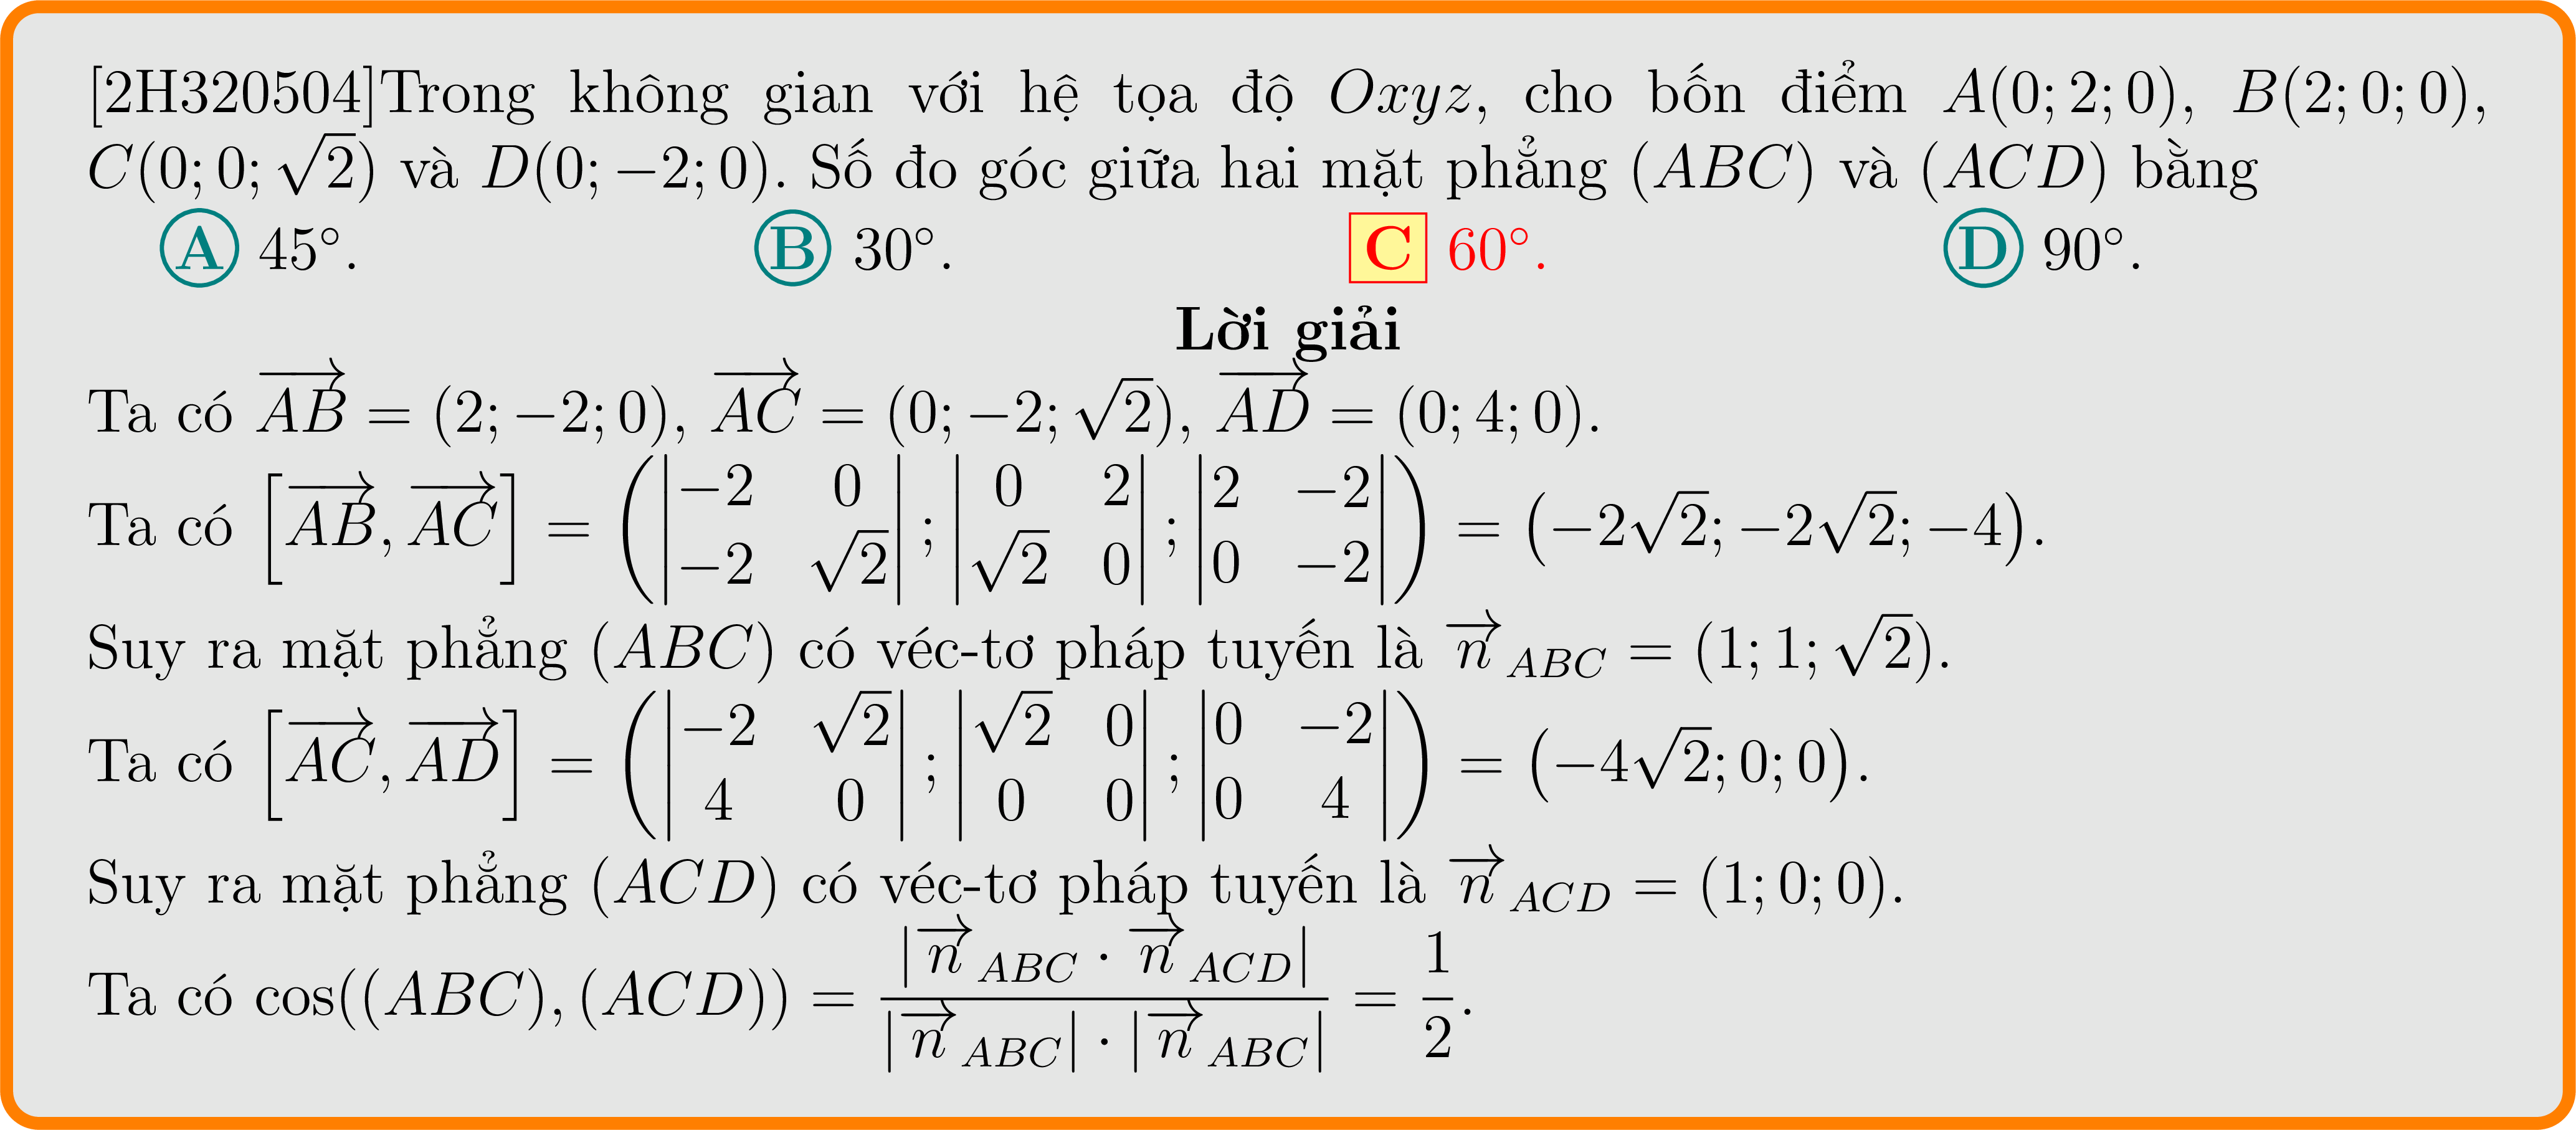 [2H320504]Trong không gian với hệ tọa độ $Oxyz$, cho bốn điểm $A(0; 2; 0)$, $B(2; 0; 0)$,
$C(0; 0; \sqrt{2})$ và $D(0; -2; 0)$. Số đo góc giữa hai mặt phẳng $(ABC)$ và $(ACD)$ bằng
A 45°. B 30°. C 60°. D 90°.
Lời giải
Ta có $\overrightarrow{AB} = (2; -2; 0)$, $\overrightarrow{AC} = (0; -2; \sqrt{2})$, $\overrightarrow{AD} = (0; 4; 0)$.
Ta có $\left[\overrightarrow{AB}, \overrightarrow{AC}\right] = \left(\begin{vmatrix} -2 & 0 \\ -2 & \sqrt{2} \end{vmatrix}; \begin{vmatrix} 0 & 2 \\ \sqrt{2} & 0 \end{vmatrix}; \begin{vmatrix} 2 & -2 \\ 0 & -2 \end{vmatrix}\right) = \left(-2\sqrt{2}; -2\sqrt{2}; -4\right)$.
Suy ra mặt phẳng $(ABC)$ có véc-tơ pháp tuyến là $\overrightarrow{n}_{ABC} = (1; 1; \sqrt{2})$.
Ta có $\left[\overrightarrow{AC}, \overrightarrow{AD}\right] = \left(\begin{vmatrix} -2 & \sqrt{2} \\ 4 & 0 \end{vmatrix}; \begin{vmatrix} \sqrt{2} & 0 \\ 0 & 0 \end{vmatrix}; \begin{vmatrix} 0 & -2 \\ 0 & 4 \end{vmatrix}\right) = \left(-4\sqrt{2}; 0; 0\right)$.
Suy ra mặt phẳng $(ACD)$ có véc-tơ pháp tuyến là $\overrightarrow{n}_{ACD} = (1; 0; 0)$.
Ta có $\cos((ABC), (ACD)) = \frac{|\overrightarrow{n}_{ABC} \cdot \overrightarrow{n}_{ACD}|}{|\overrightarrow{n}_{ABC}| \cdot |\overrightarrow{n}_{ABC}|} = \frac{1}{2}$.